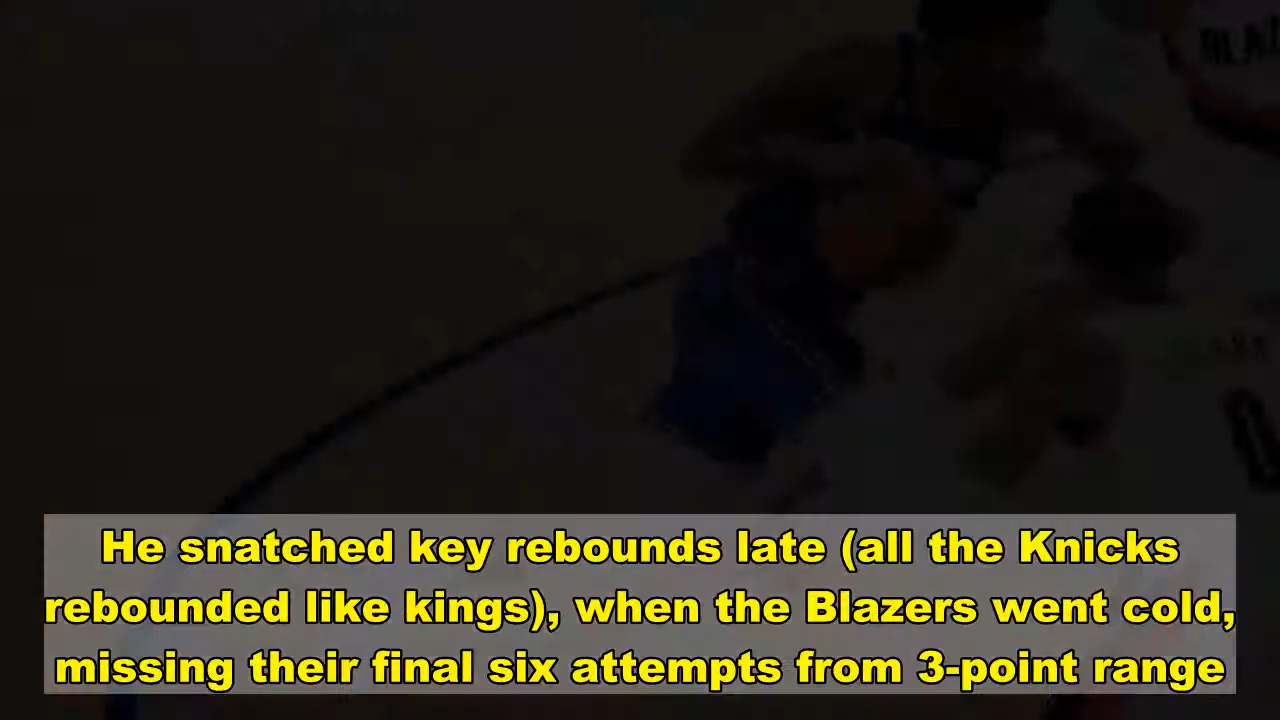 BLAZ
He snatched key rebounds late (all the Knicks
rebounded like kings), when the Blazers went cold,
missing their final six attempts from 3-point range